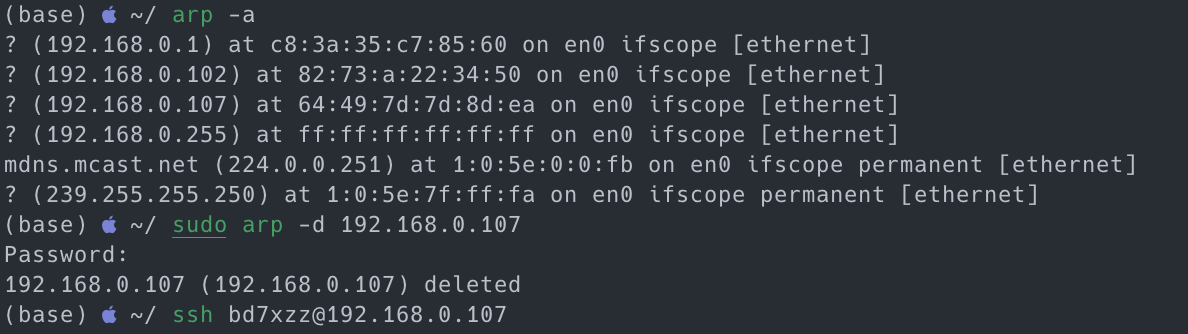 (base)  ~/ arp -a
? (192.168.0.1) at c8:3a:35:c7:85:60 on en0 ifscope [ethernet]
? (192.168.0.102) at 82:73:a:22:34:50 on en0 ifscope [ethernet]
? (192.168.0.107) at 64:49:7d:7d:8d:ea on en0 ifscope [ethernet]
? (192.168.0.255) at ff:ff:ff:ff:ff:ff on en0 ifscope [ethernet]
mdns.mcast.net (224.0.0.251) at 1:0:5e:0:0:fb on en0 ifscope permanent [ethernet]
? (239.255.255.250) at 1:0:5e:7f:ff:fa on en0 ifscope permanent [ethernet]
(base)  ~/ sudo arp -d 192.168.0.107
Password:
192.168.0.107 (192.168.0.107) deleted
(base)  ~/ ssh bd7xzz@192.168.0.107